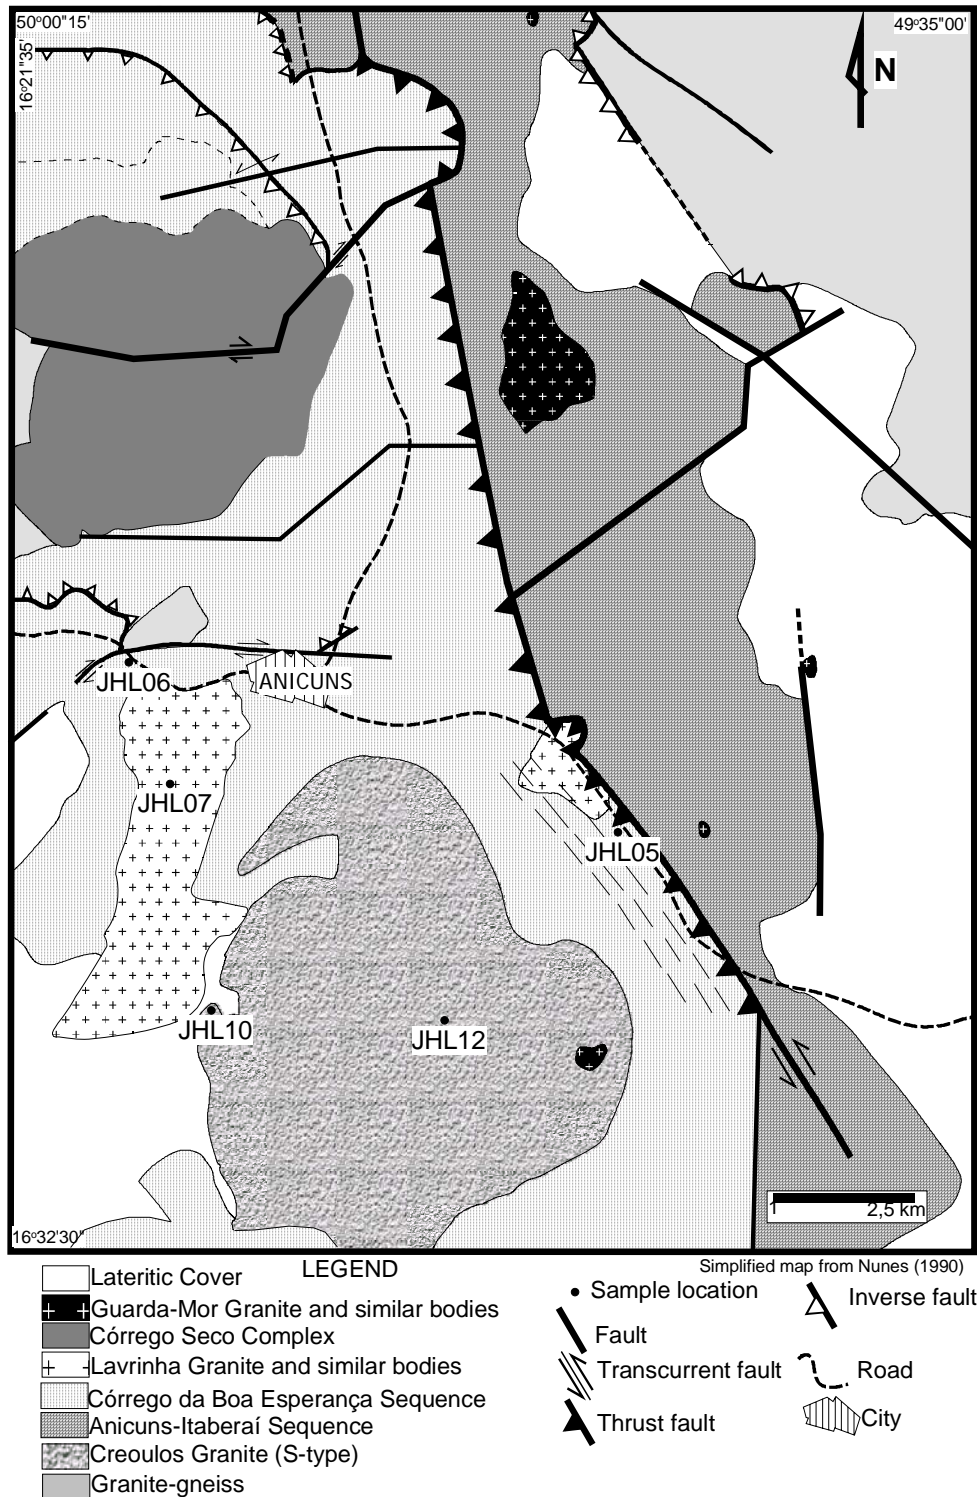 50°00"15'
49°35"00'
16°21"35'
N
JHL06
ANICUNS
JHL07
JHL05
JHL10
JHL12
1
2,5 km
16°32'30"
LEGEND
Simplified map from Nunes (1990)
Lateritic Cover
Guarda-Mor Granite and similar bodies
Córrego Seco Complex
Lavrinha Granite and similar bodies
Córrego da Boa Esperança Sequence
Anicuns-Itaberaí Sequence
Creoulos Granite (S-type)
Granite-gneiss
Sample location
Inverse fault
Fault
Transcurrent fault
Road
Thrust fault
City